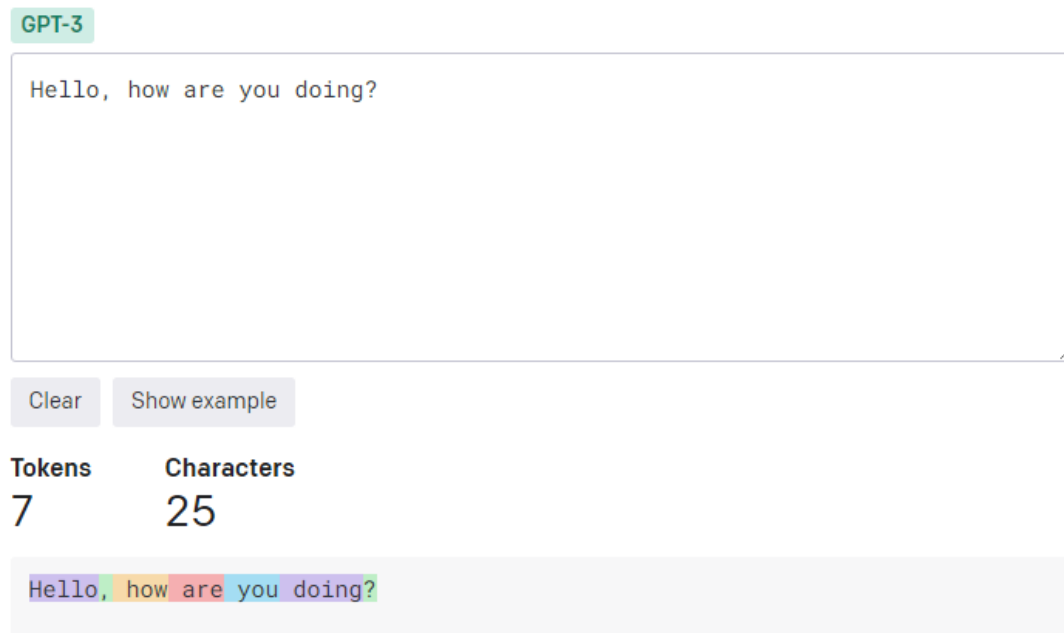 GPT-3
Hello, how are you doing?
Clear Show example
Tokens Characters
7 25
Hello, how are you doing?